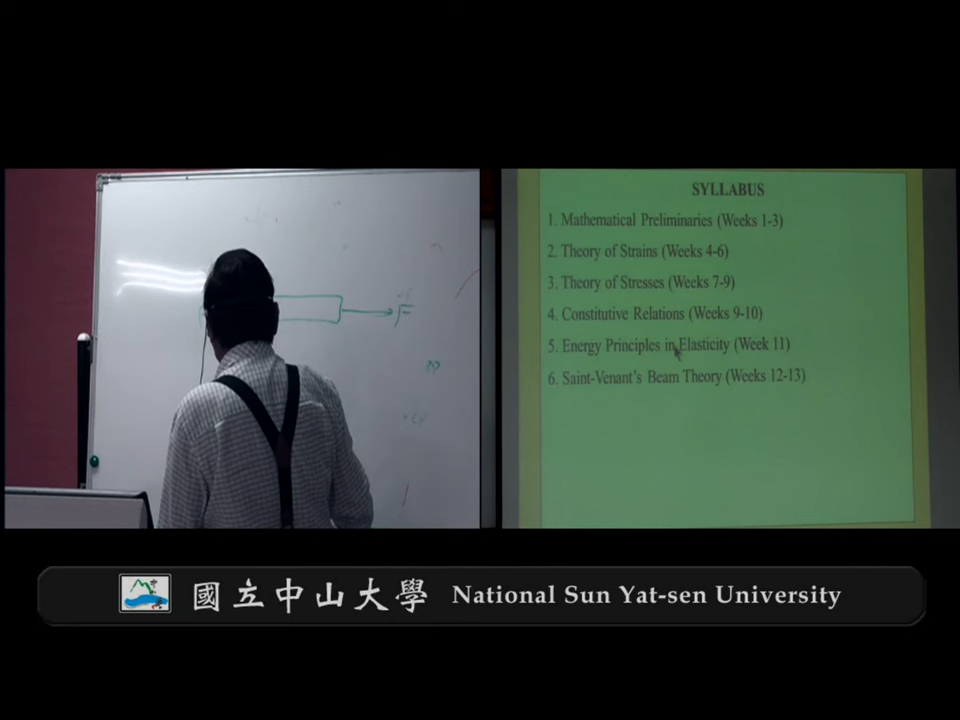 F
SYLLABUS
1. Mathematical Preliminaries (Weeks 1-3)
2. Theory of Strains (Weeks 4-6)
3. Theory of Stresses (Weeks 7-9)
4. Constitutive Relations (Weeks 9-10)
5. Energy Principles in Elasticity (Week 11)
6. Saint-Venant's Beam Theory (Weeks 12-13)
國立中山大學 National Sun Yat-sen University